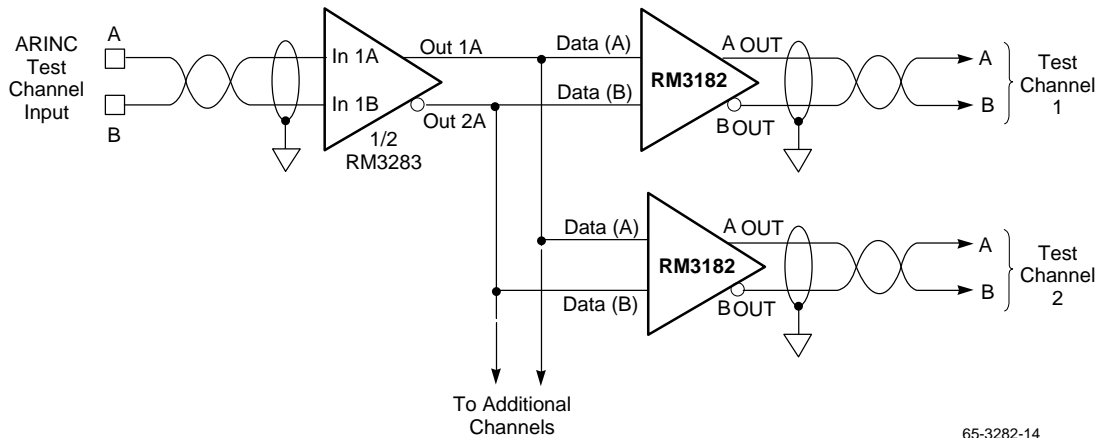 ARINC
Test
Channel
Input
A
B
In 1A
In 1B
1/2
RM3283
Out 1A
Out 2A
Data (A)
Data (B)
RM3182
A OUT
B OUT
A
B
Test
Channel
1
Data (A)
Data (B)
RM3182
A OUT
B OUT
A
B
Test
Channel
2
To Additional
Channels
65-3282-14